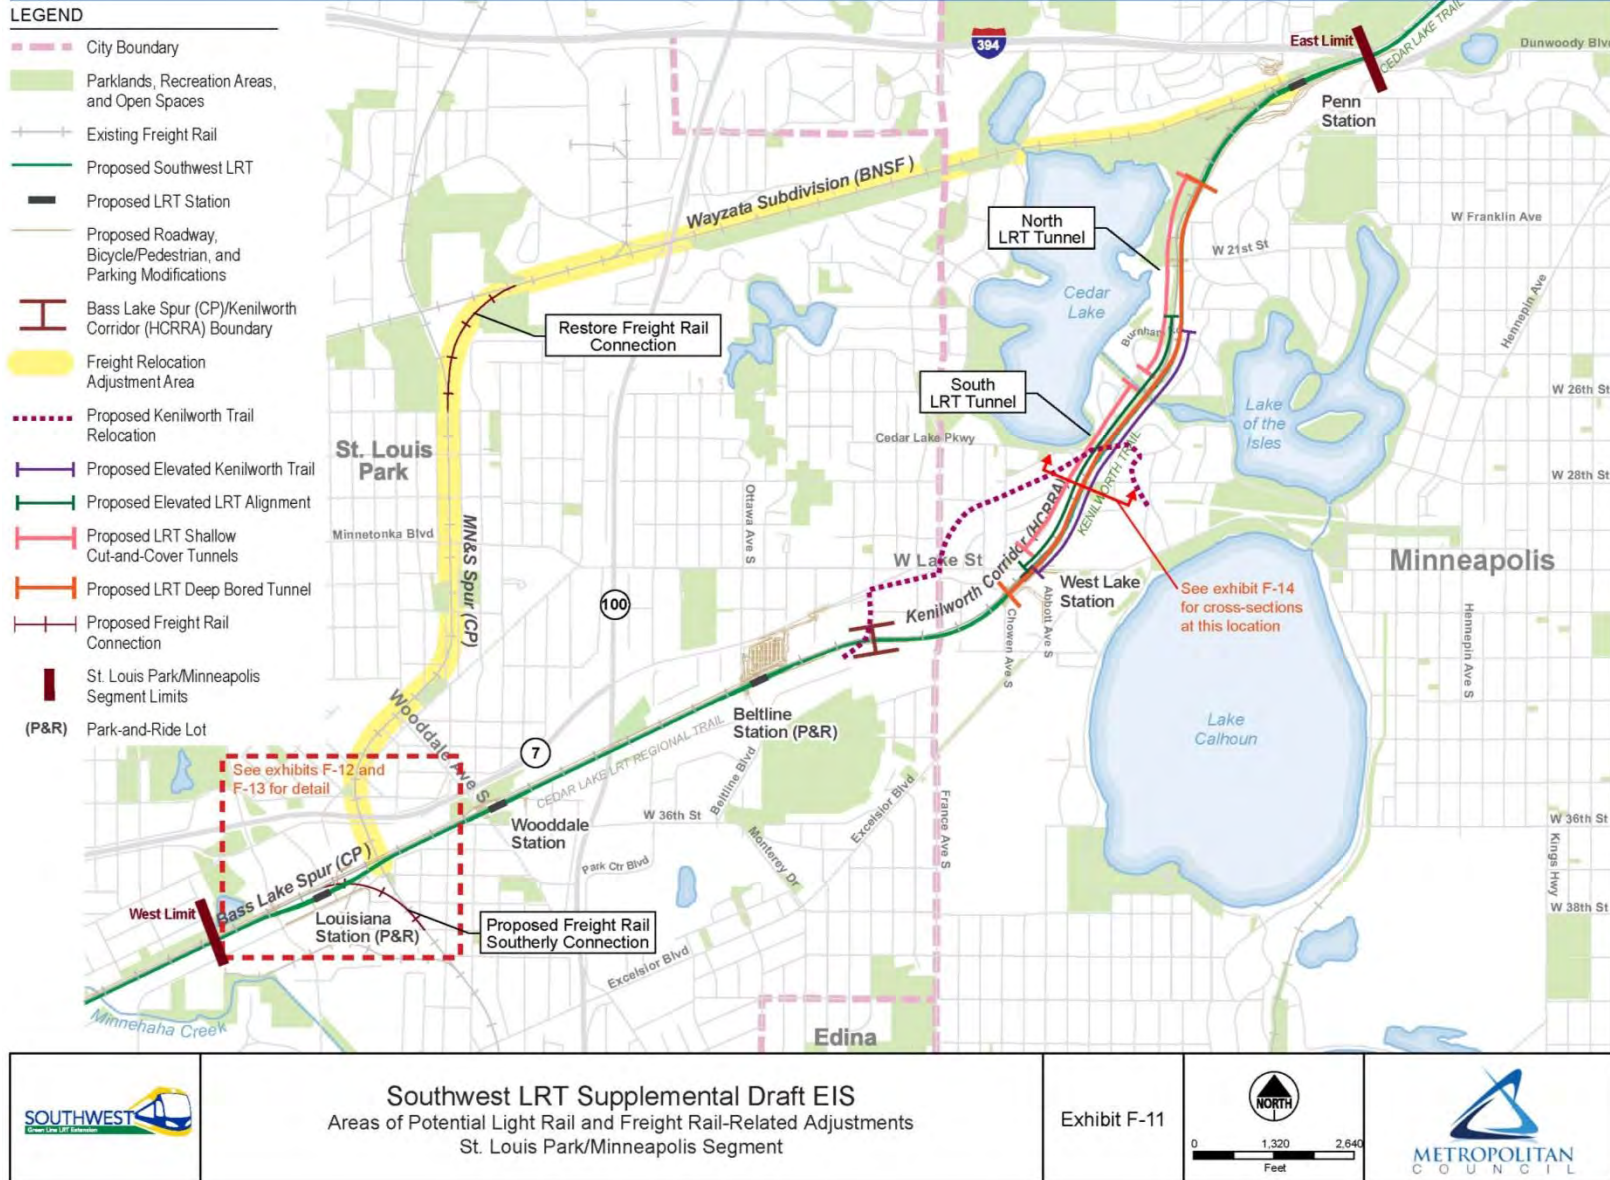 LEGEND
City Boundary
Parklands, Recreation Areas,
and Open Spaces
Existing Freight Rail
Proposed Southwest LRT
Proposed LRT Station
Proposed Roadway,
Bicycle/Pedestrian, and
Parking Modifications
Bass Lake Spur (CP)/Kenilworth
Corridor (HCRRA) Boundary
Freight Relocation
Adjustment Area
Proposed Kenilworth Trail
Relocation
Proposed Elevated Kenilworth Trail
Proposed Elevated LRT Alignment
Proposed LRT Shallow
Cut-and-Cover Tunnels
Proposed LRT Deep Bored Tunnel
Proposed Freight Rail
Connection
St. Louis Park/Minneapolis
Segment Limits
(P&R) Park-and-Ride Lot
394
East Limit
CEDAR LAKE TRAIL
Dunwoody Blv
Penn
Station
Wayzata Subdivision (BNSF)
North
LRT Tunnel
W Franklin Ave
W 21st St
Cedar
Lake
Hennepin Ave
Restore Freight Rail
Connection
Burnham
South
LRT Tunnel
W 26th St
Lake
of the
Isles
Cedar Lake Pkwy
St. Louis
Park
KENILWORTH TRAIL
W 28th St
Ottawa Ave S
Minnetonka Blvd
MN&S Spur (CP)
W Lake St
Kenilworth Corridor (HCRRA)
Minneapolis
West Lake
Station
See exhibit F-14
for cross-sections
at this location
100
Abbott Ave S
Chowen Ave S
Hennepin Ave S
Wooddale Ave S
Beltline
Station (P&R)
Lake
Calhoun
7
CEDAR LAKE LRT REGIONAL TRAIL
See exhibits F-12 and
F-13 for detail
Beltline Blvd
W 36th St
Excelsior Blvd
France Ave S
W 36th St
Wooddale
Station
Monterey Dr
Park Ctr Blvd
Kings Hwy
Bass Lake Spur (CP)
West Limit
W 38th St
Louisiana
Station (P&R)
Proposed Freight Rail
Southerly Connection
Excelsior Blvd
Minnehaha Creek
Edina
SOUTHWEST
Green Line LRT Extension
Southwest LRT Supplemental Draft EIS
Areas of Potential Light Rail and Freight Rail-Related Adjustments
St. Louis Park/Minneapolis Segment
Exhibit F-11
NORTH
0 1,320 2,640
Feet
METROPOLITAN
COUNCIL